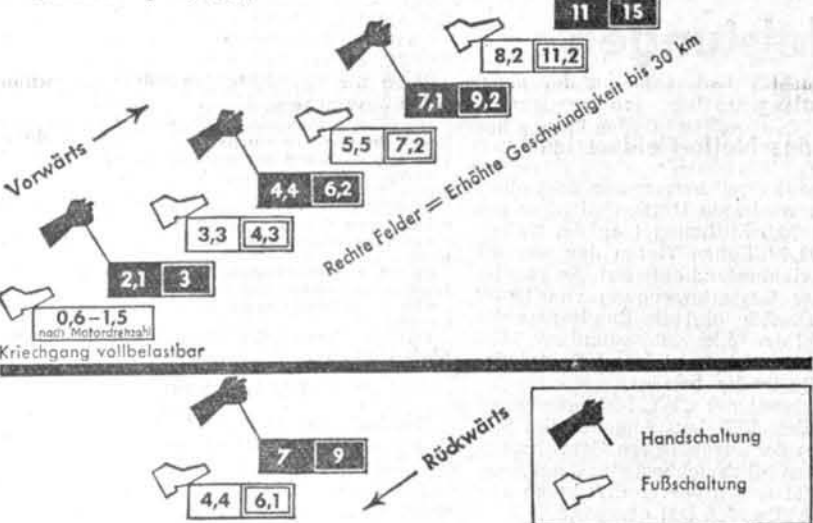 11 15
8,2 11,2
7,1 9,2
5,5 7,2
4,4 6,2
3,3 4,3
2,1 3
0,6–1,5
nach Motordrehzahl
Kriechgang vollbelastbar
Vorwärts
Rechte Felder = Erhöhte Geschwindigkeit bis 30 km
7 9
4,4 6,1
Rückwärts
Handschaltung
Fußschaltung